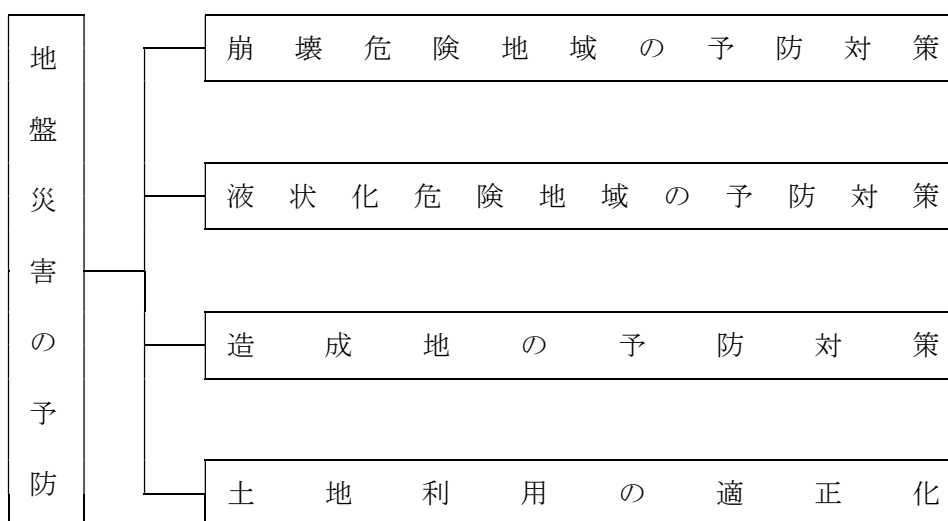 地盤災害の予防
崩壊危険地域の予防対策
液状化危険地域の予防対策
造成地の予防対策
土地利用の適正化